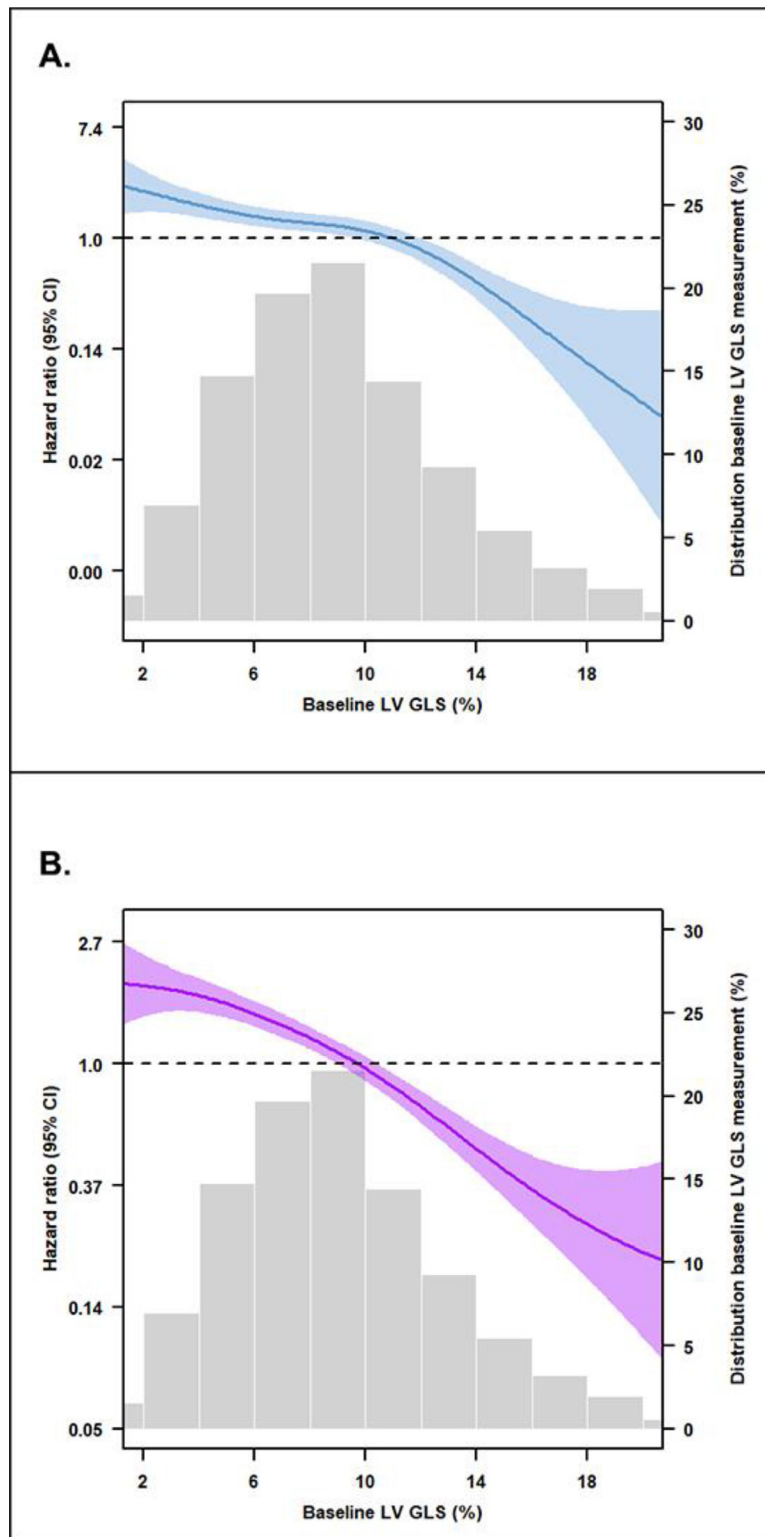 A.
Hazard ratio (95% CI)
7.4
1.0
0.14
0.02
0.00
30
25
20
15
10
5
0
Distribution baseline LV GLS measurement (%)
2 6 10 14 18
Baseline LV GLS (%)
B.
Hazard ratio (95% CI)
2.7
1.0
0.37
0.14
0.05
30
25
20
15
10
5
0
Distribution baseline LV GLS measurement (%)
2 6 10 14 18
Baseline LV GLS (%)